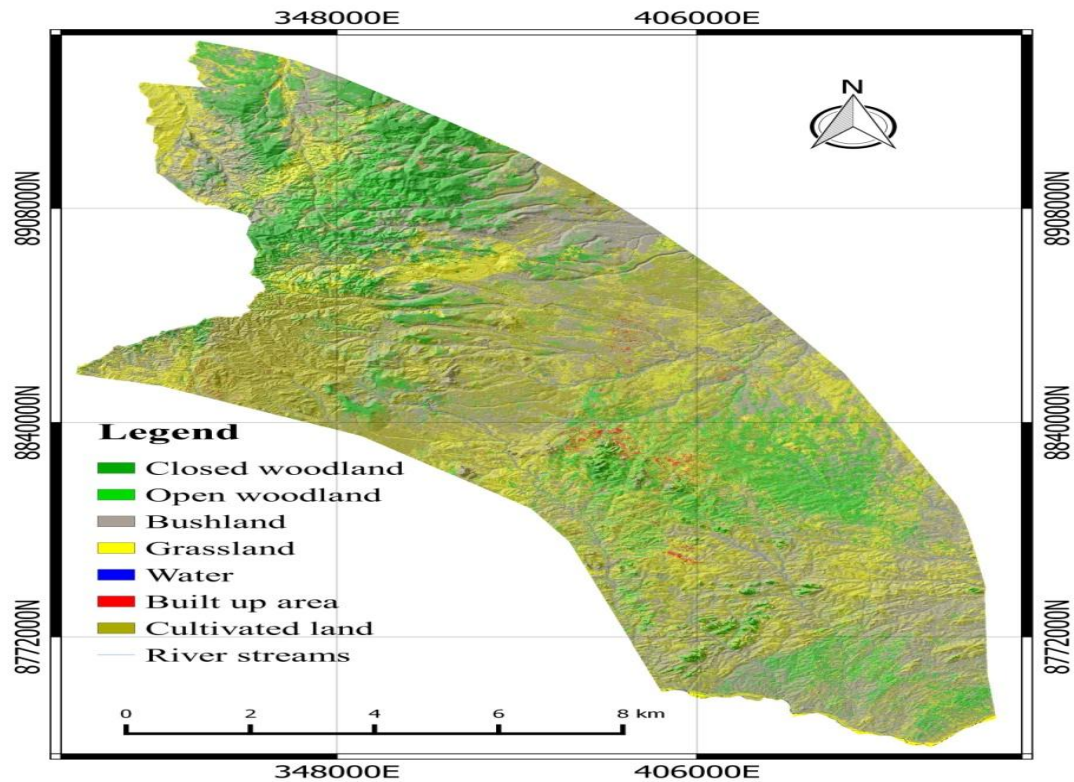 348000E 406000E
N
8908000N 8908000N
8840000N 8840000N
Legend
Closed woodland
Open woodland
Bushland
Grassland
Water
Built up area
Cultivated land
River streams
8772000N 8772000N
0 2 4 6 8 km
348000E 406000E